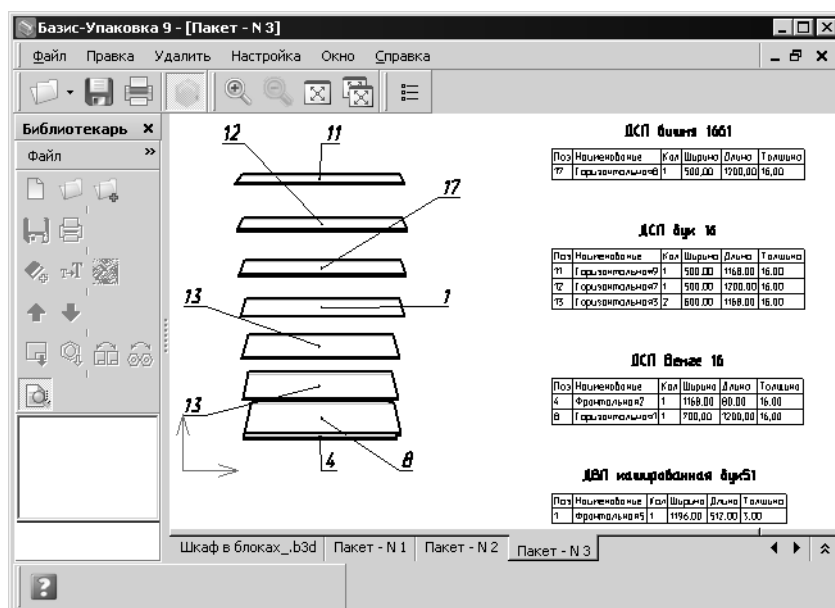 Базис-Упаковка 9 - [Пакет - N 3]
Файл Правка Удалить Настройка Окно Справка
Библиотекарь
Файл
12 11
17
13 1
13
4 8
ДСП вишня 1661
Поз Наименование Кол Ширина Длина Толщина
17 Горизонтальная8 1 500,00 1200,00 16,00
ДСП бук 16
Поз Наименование Кол Ширина Длина Толщина
11 Горизонтальная9 1 500.00 1168.00 16.00
12 Горизонтальная7 1 500.00 1200.00 16.00
13 Горизонтальная3 2 600.00 1168.00 16.00
ДСП Венге 16
Поз Наименование Кол Ширина Длина Толщина
4 Фронтальная2 1 1168.00 80.00 16.00
8 Горизонтальная1 1 700,00 1200,00 16,00
ДВП кашированная бук51
Поз Наименование Кол Ширина Длина Толщина
1 Фронтальная5 1 1196.00 512.00 3.00
Шкаф в блоках_.b3d Пакет - N 1 Пакет - N 2 Пакет - N 3